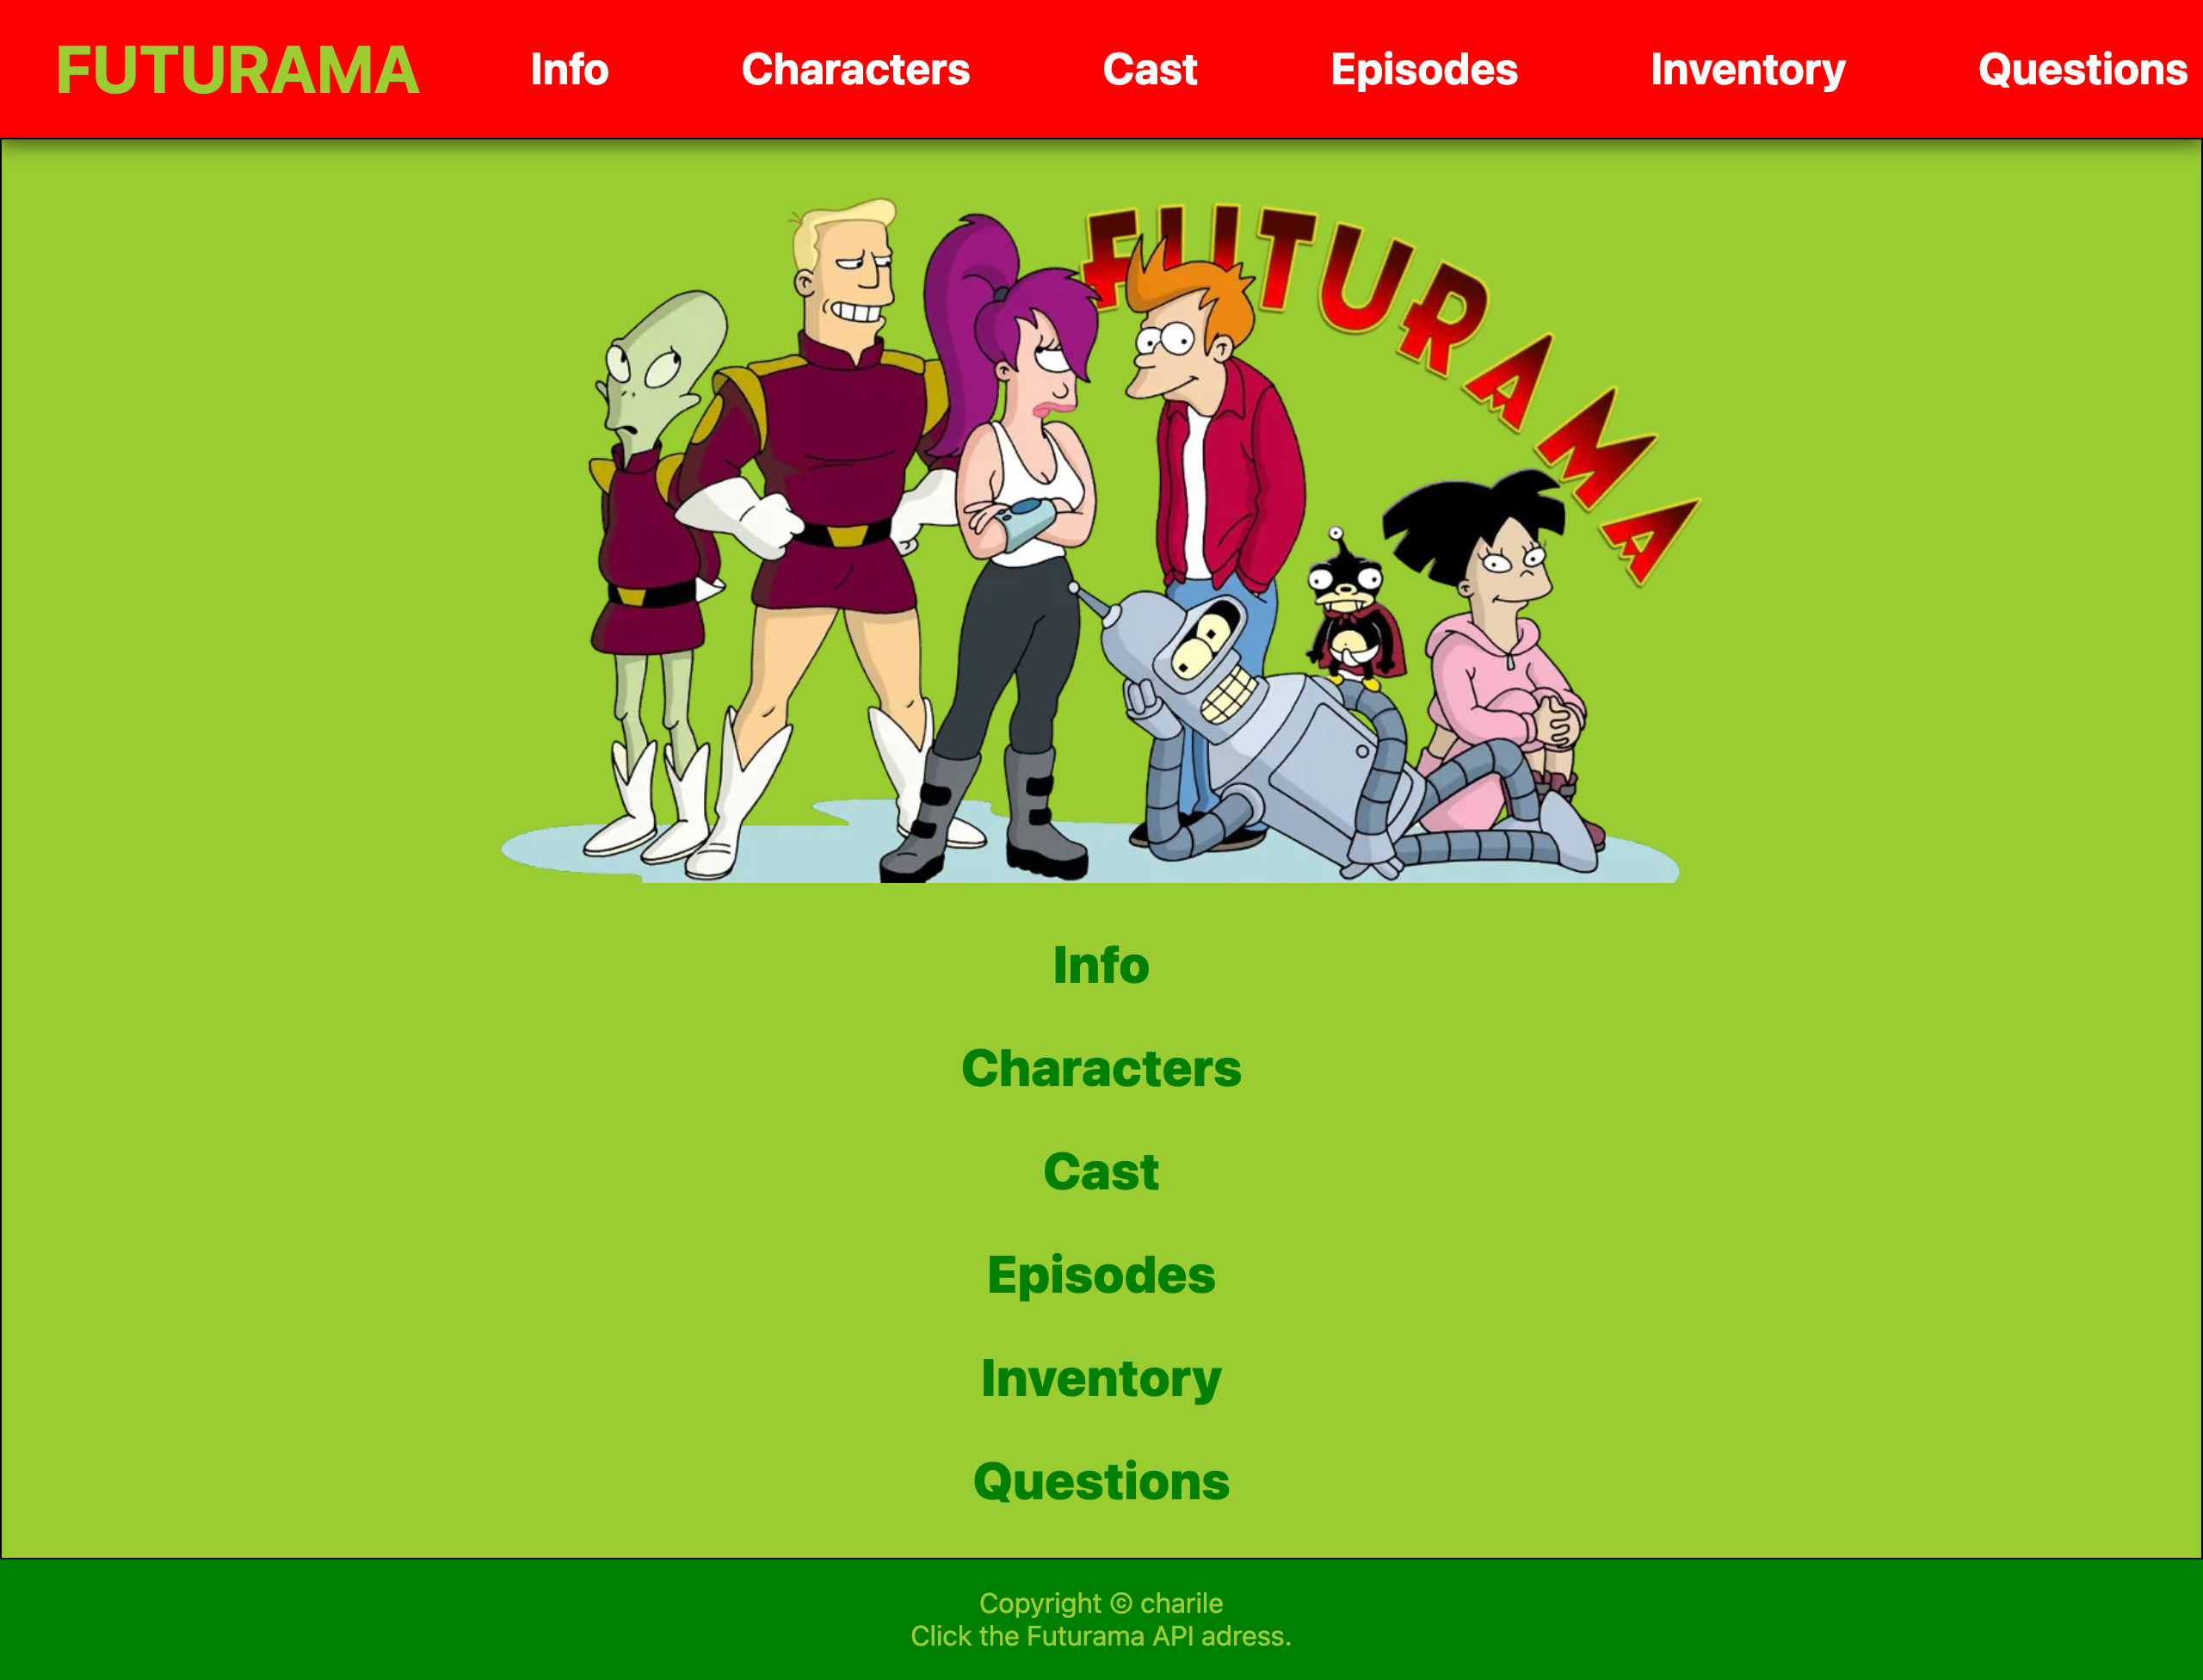 FUTURAMA Info Characters Cast Episodes Inventory Questions
FUTURAMA
Info
Characters
Cast
Episodes
Inventory
Questions
Copyright © charile
Click the Futurama API adress.